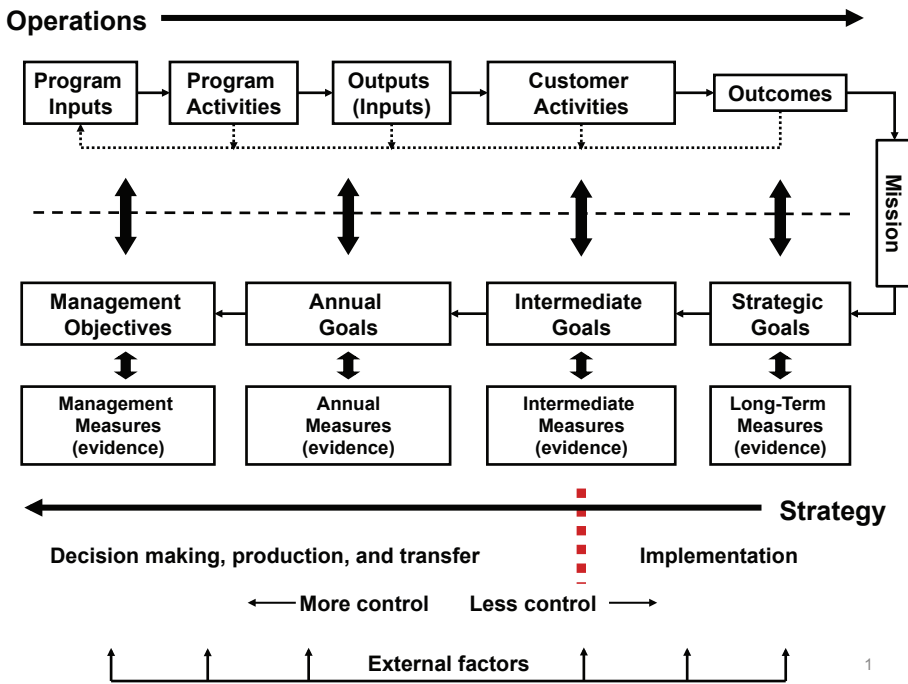 Operations
Program
Inputs
Program
Activities
Outputs
(Inputs)
Customer
Activities
Outcomes
Mission
Management
Objectives
Annual
Goals
Intermediate
Goals
Strategic
Goals
Management
Measures
(evidence)
Annual
Measures
(evidence)
Intermediate
Measures
(evidence)
Long-Term
Measures
(evidence)
Strategy
Decision making, production, and transfer
Implementation
More control
Less control
External factors
1